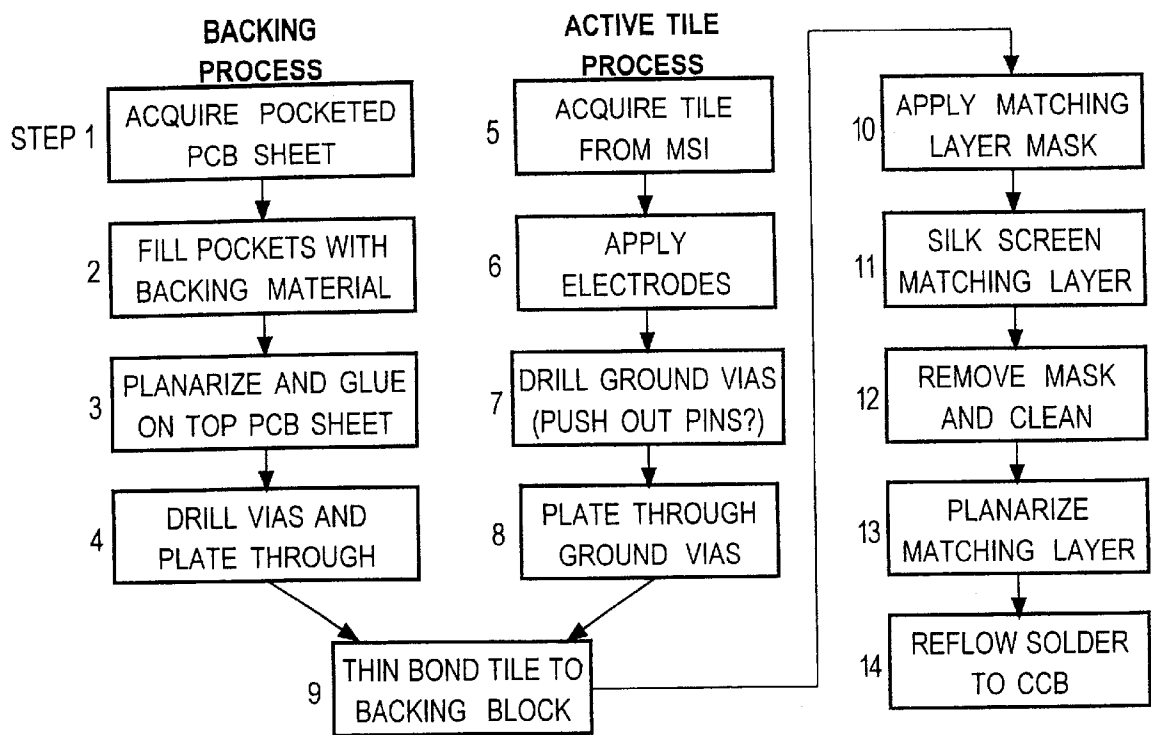 BACKING
PROCESS
STEP 1
ACQUIRE POCKETED
PCB SHEET
2
FILL POCKETS WITH
BACKING MATERIAL
3
PLANARIZE AND GLUE
ON TOP PCB SHEET
4
DRILL VIAS AND
PLATE THROUGH
ACTIVE TILE
PROCESS
5
ACQUIRE TILE
FROM MSI
6
APPLY
ELECTRODES
7
DRILL GROUND VIAS
(PUSH OUT PINS?)
8
PLATE THROUGH
GROUND VIAS
9
THIN BOND TILE TO
BACKING BLOCK
10
APPLY MATCHING
LAYER MASK
11
SILK SCREEN
MATCHING LAYER
12
REMOVE MASK
AND CLEAN
13
PLANARIZE
MATCHING LAYER
14
REFLOW SOLDER
TO CCB